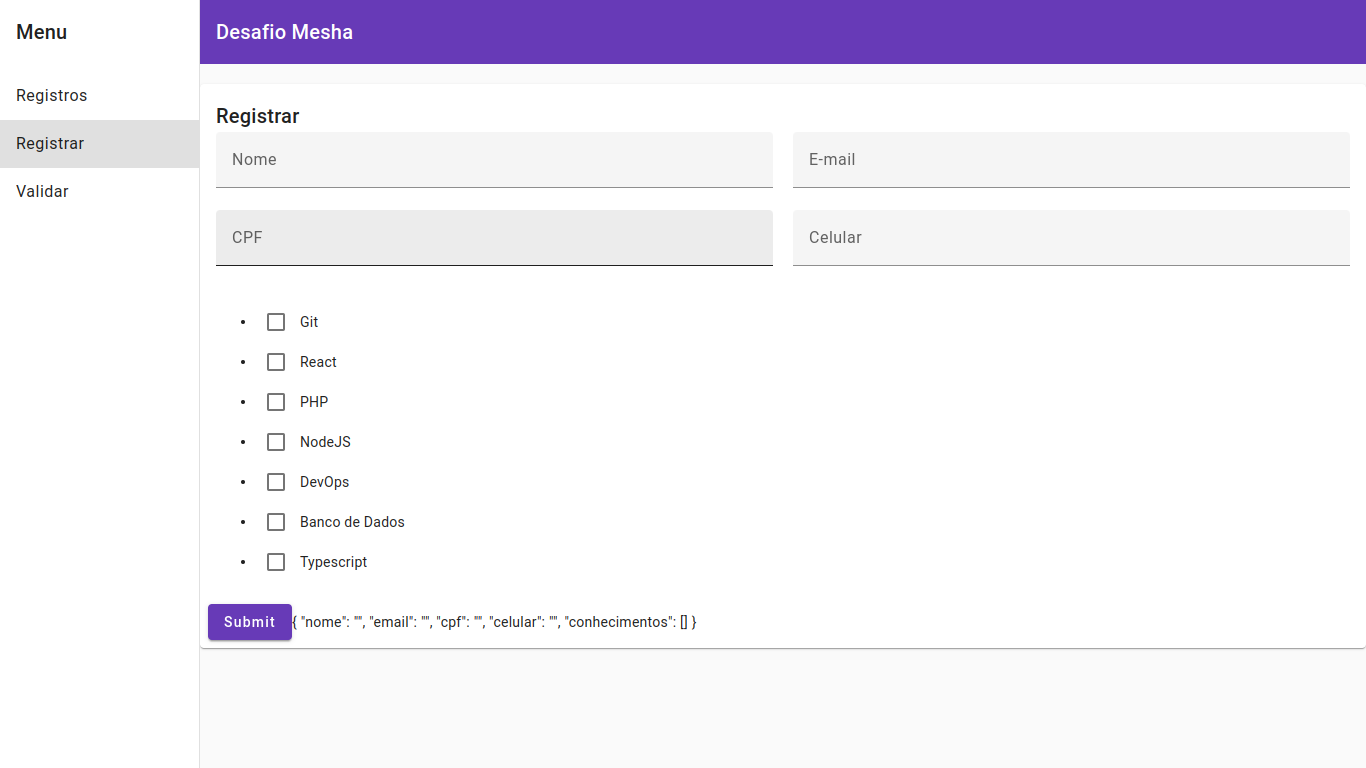 Menu
Desafio Mesha
Registros
Registrar
Validar
Registrar
Nome
E-mail
CPF
Celular
Git
React
PHP
NodeJS
DevOps
Banco de Dados
Typescript
Submit
{ "nome": "", "email": "", "cpf": "", "celular": "", "conhecimentos": [] }